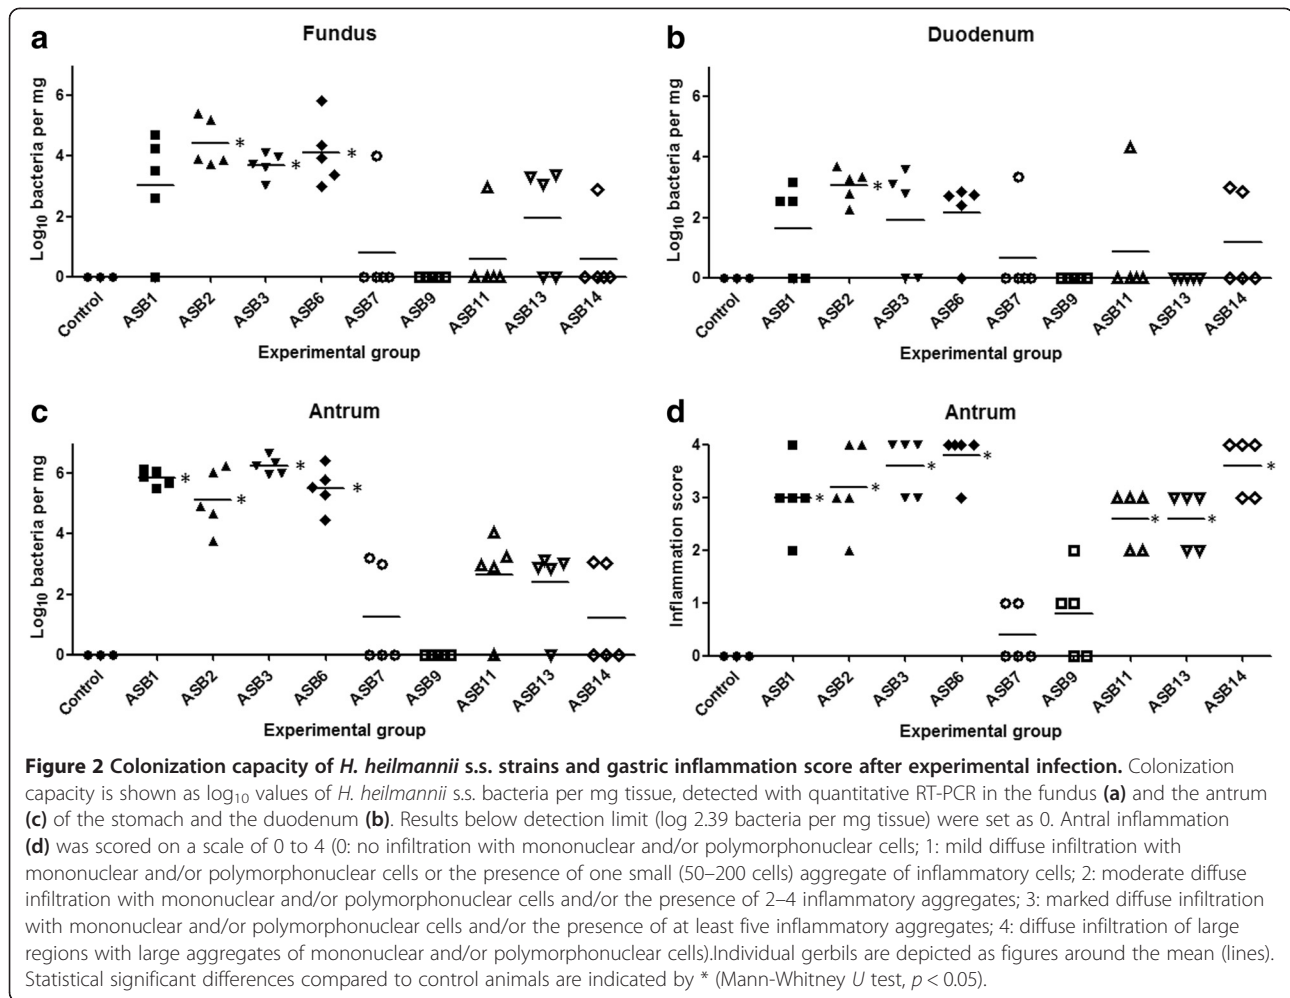 a
Fundus
Log10 bacteria per mg
6
4
2
0
Control
ASB1
ASB2
ASB3
ASB6
ASB7
ASB9
ASB11
ASB13
ASB14
Experimental group
*
*
*
b
Duodenum
Log10 bacteria per mg
6
4
2
0
Control
ASB1
ASB2
ASB3
ASB6
ASB7
ASB9
ASB11
ASB13
ASB14
Experimental group
*
c
Antrum
Log10 bacteria per mg
6
4
2
0
Control
ASB1
ASB2
ASB3
ASB6
ASB7
ASB9
ASB11
ASB13
ASB14
Experimental group
*
*
*
*
d
Antrum
Inflammation score
4
3
2
1
0
Control
ASB1
ASB2
ASB3
ASB6
ASB7
ASB9
ASB11
ASB13
ASB14
Experimental group
*
*
*
*
*
*
*
Figure 2 Colonization capacity of H. heilmannii s.s. strains and gastric inflammation score after experimental infection. Colonization
capacity is shown as log10 values of H. heilmannii s.s. bacteria per mg tissue, detected with quantitative RT-PCR in the fundus (a) and the antrum
(c) of the stomach and the duodenum (b). Results below detection limit (log 2.39 bacteria per mg tissue) were set as 0. Antral inflammation
(d) was scored on a scale of 0 to 4 (0: no infiltration with mononuclear and/or polymorphonuclear cells; 1: mild diffuse infiltration with
mononuclear and/or polymorphonuclear cells or the presence of one small (50–200 cells) aggregate of inflammatory cells; 2: moderate diffuse
infiltration with mononuclear and/or polymorphonuclear cells and/or the presence of 2–4 inflammatory aggregates; 3: marked diffuse infiltration
with mononuclear and/or polymorphonuclear cells and/or the presence of at least five inflammatory aggregates; 4: diffuse infiltration of large
regions with large aggregates of mononuclear and/or polymorphonuclear cells).Individual gerbils are depicted as figures around the mean (lines).
Statistical significant differences compared to control animals are indicated by * (Mann-Whitney U test, p < 0.05).